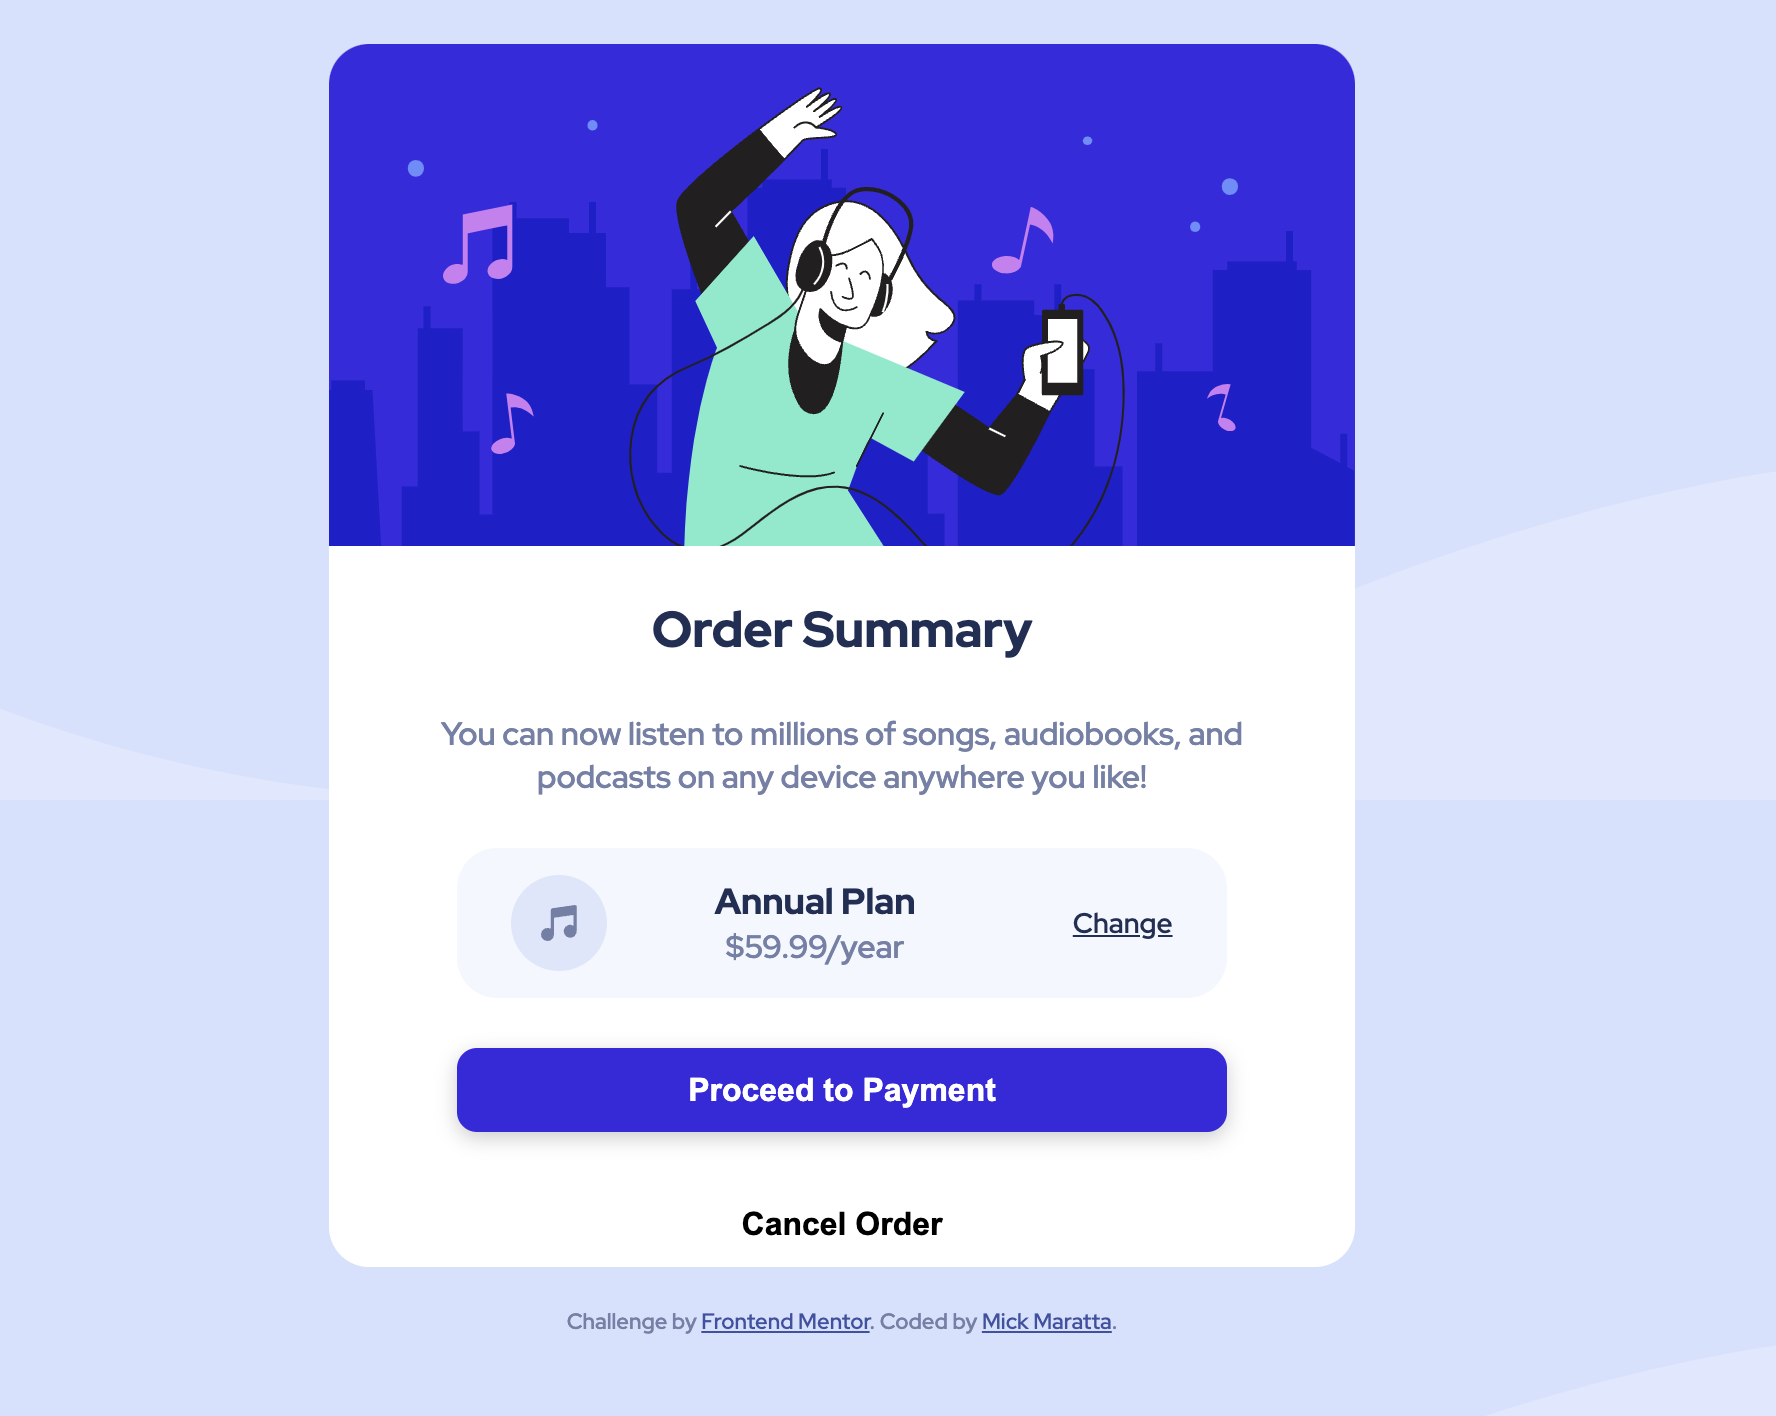 Order Summary
You can now listen to millions of songs, audiobooks, and
podcasts on any device anywhere you like!
Annual Plan
$59.99/year
Change
Proceed to Payment
Cancel Order
Challenge by Frontend Mentor. Coded by Mick Maratta.